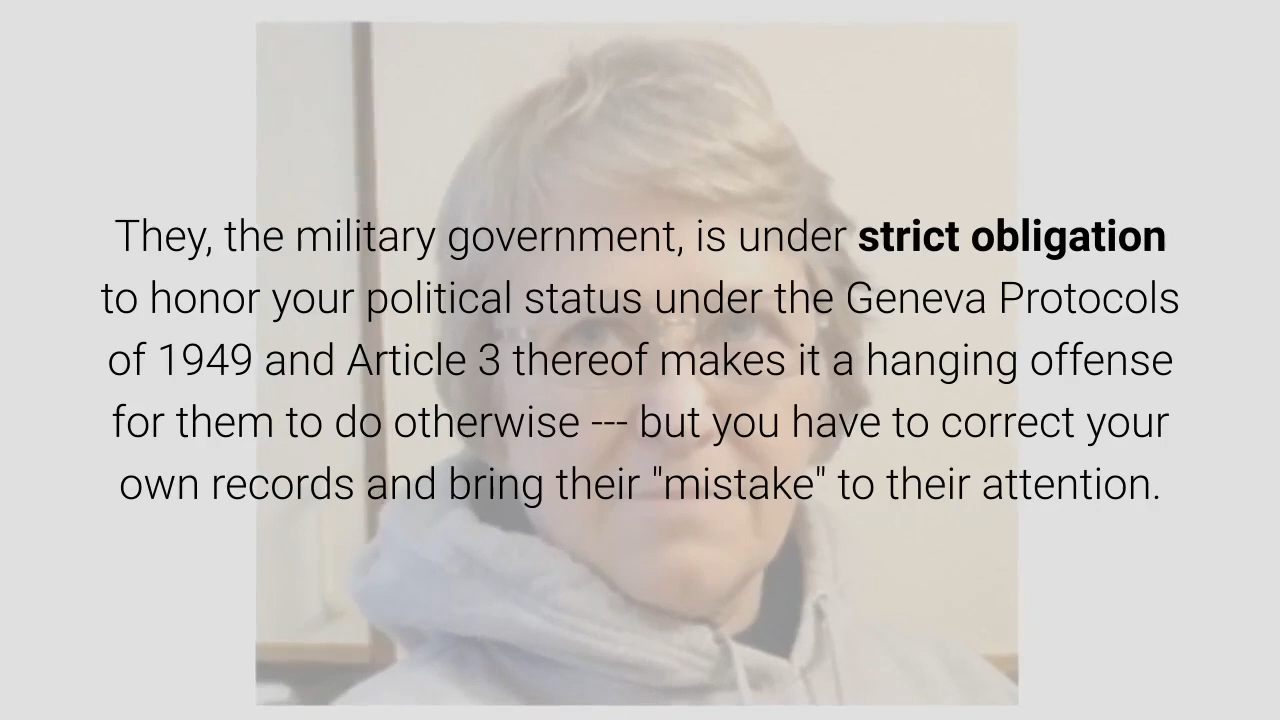 They, the military government, is under strict obligation
to honor your political status under the Geneva Protocols
of 1949 and Article 3 thereof makes it a hanging offense
for them to do otherwise --- but you have to correct your
own records and bring their "mistake" to their attention.